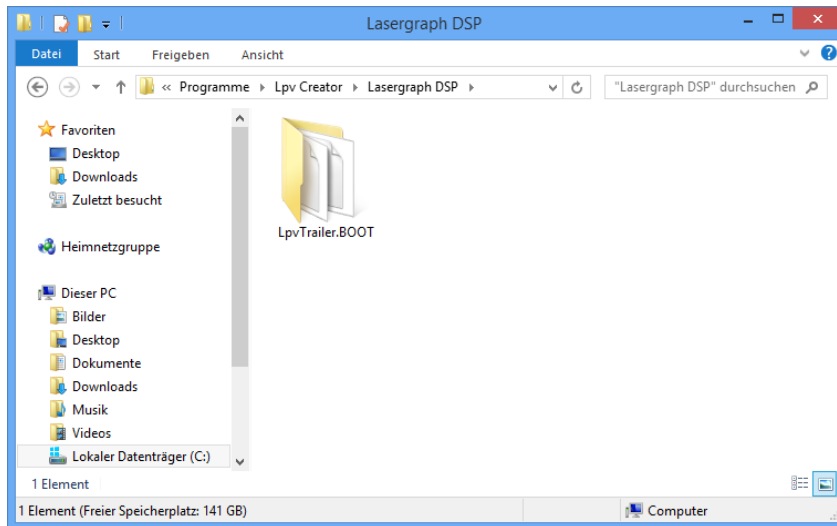 Lasergraph DSP
Datei Start Freigeben Ansicht
« Programme Lpv Creator Lasergraph DSP "Lasergraph DSP" durchsuchen
Favoriten
Desktop
Downloads
Zuletzt besucht
LpvTrailer.BOOT
Heimnetzgruppe
Dieser PC
Bilder
Desktop
Dokumente
Downloads
Musik
Videos
Lokaler Datenträger (C:)
1 Element
1 Element (Freier Speicherplatz: 141 GB) Computer